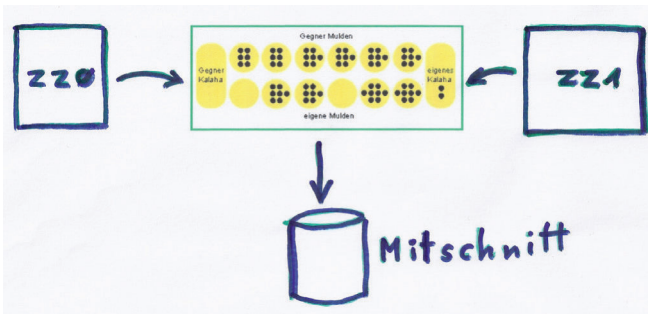 Gegner Mulden
ZZ0
Gegner
Kalaha
eigenes
Kalaha
ZZ1
eigene Mulden
Mitschnitt